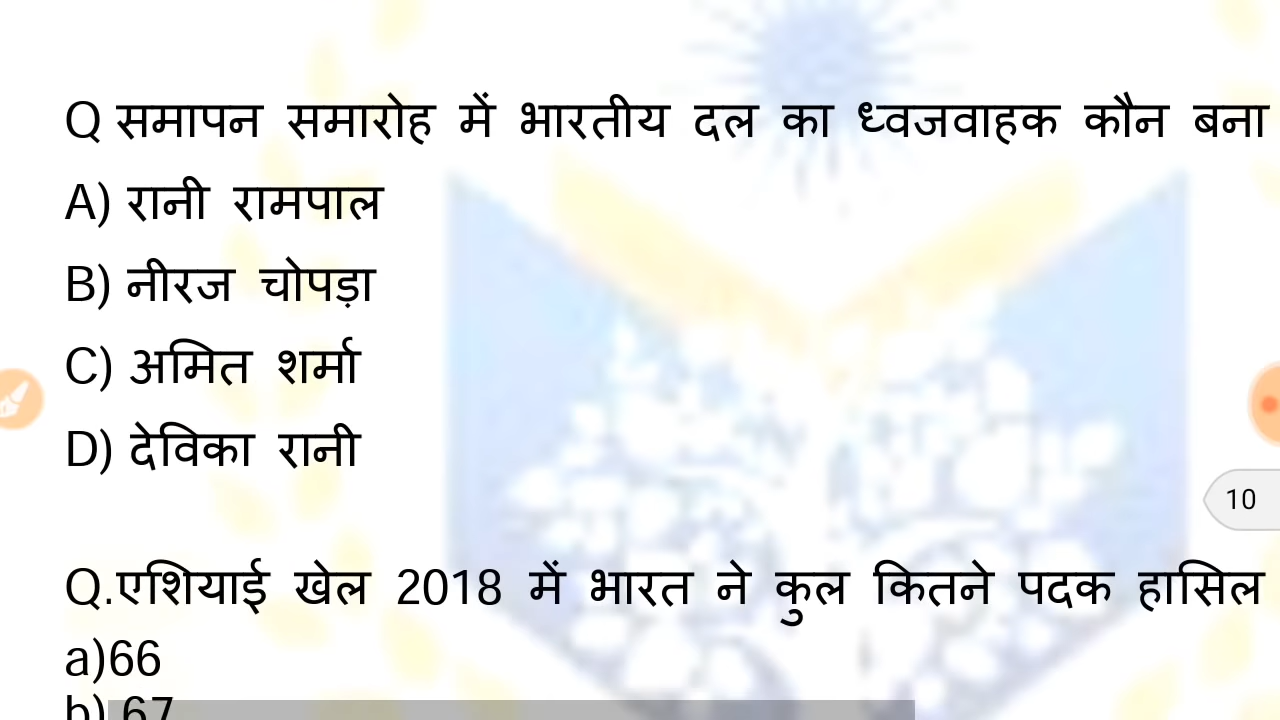 Q समापन समारोह में भारतीय दल का ध्वजवाहक कौन बना
A) रानी रामपाल
B) नीरज चोपड़ा
C) अमित शर्मा
D) देविका रानी
10
Q.एशियाई खेल 2018 में भारत ने कुल कितने पदक हासिल
a)66
b) 67